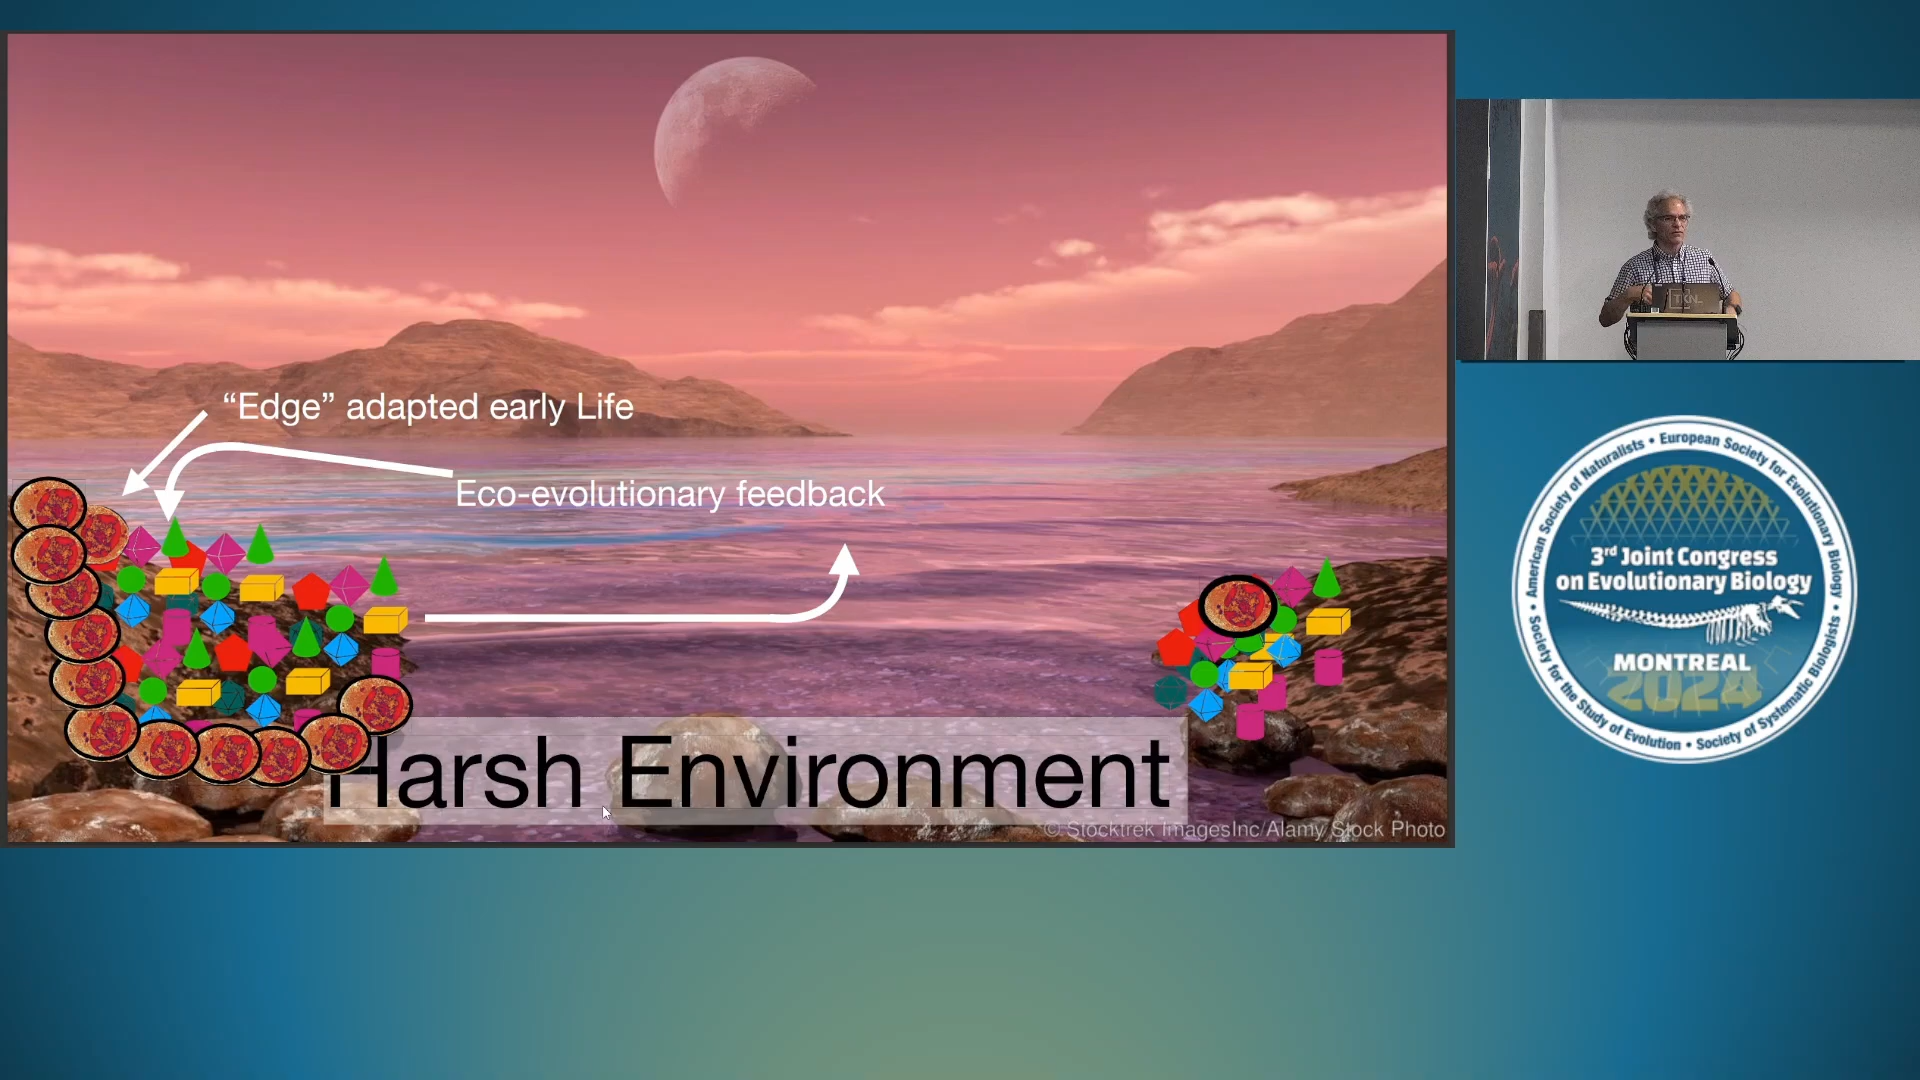 “Edge” adapted early Life
Eco-evolutionary feedback
Harsh Environment
© Stocktrek ImagesInc/Alamy Stock Photo
TKN
American Society of Naturalists • European Society for Evolutionary Biology • Society of Systematic Biologists • Society for the Study of Evolution •
3rd Joint Congress
on Evolutionary Biology
MONTREAL
2024